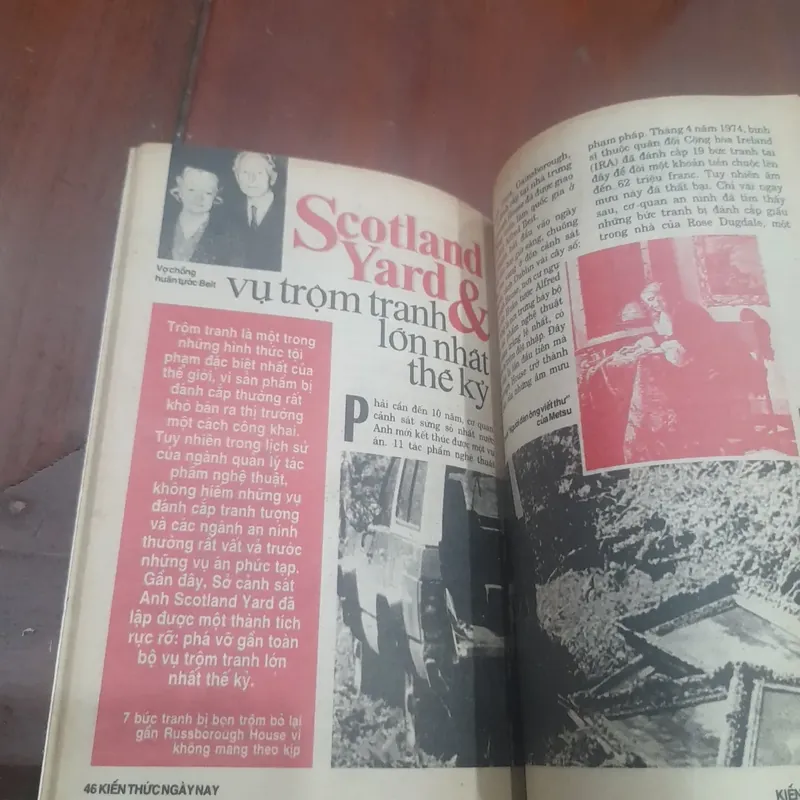 Vợ chồng
huân tước Beit
Scotland
Yard &
vụ trộm tranh
lớn nhất
thế kỷ
Trộm tranh là một trong
những hình thức tội
phạm đặc biệt nhất của
thế giới, vì sản phẩm bị
đánh cắp thường rất
khó bán ra thị trường
một cách công khai.
Tuy nhiên trong lịch sử
của ngành quản lý tác
phẩm nghệ thuật,
không hiếm những vụ
đánh cắp tranh tượng
và các ngành an ninh
thường rất vất vả trước
những vụ án phức tạp.
Gần đây, Sở cảnh sát
Anh Scotland Yard đã
lập được một thành tích
rực rỡ: phá vỡ gần toàn
bộ vụ trộm tranh lớn
nhất thế kỷ.
7 bức tranh bị bọn trộm bỏ lại
gần Russborough House vì
không mang theo kịp
Phải cần đến 10 năm, cơ quan
cảnh sát sừng sỏ nhất nước
Anh mới kết thúc được một vụ
án. 11 tác phẩm nghệ thuật
46 KIẾN THỨC NGÀY NAY
Gainsborough,
phạm pháp. Tháng 4 năm 1974, binh
sĩ thuộc quân đội Cộng hòa Ireland
(IRA) đã đánh cắp 19 bức tranh tại
đây để đòi một khoản tiền chuộc lên
đến 62 triệu franc. Tuy nhiên âm
mưu này đã thất bại. Chỉ vài ngày
sau, cơ quan an ninh đã tìm thấy
những bức tranh bị đánh cắp giấu
trong nhà của Rose Dugdale, một
"Người đàn ông viết thư"
của Metsu
KIẾN